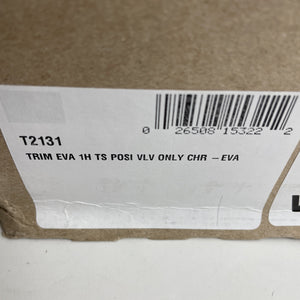 0 26508 15322 2
T2131
TRIM EVA 1H TS POSI VLV ONLY CHR – EVA